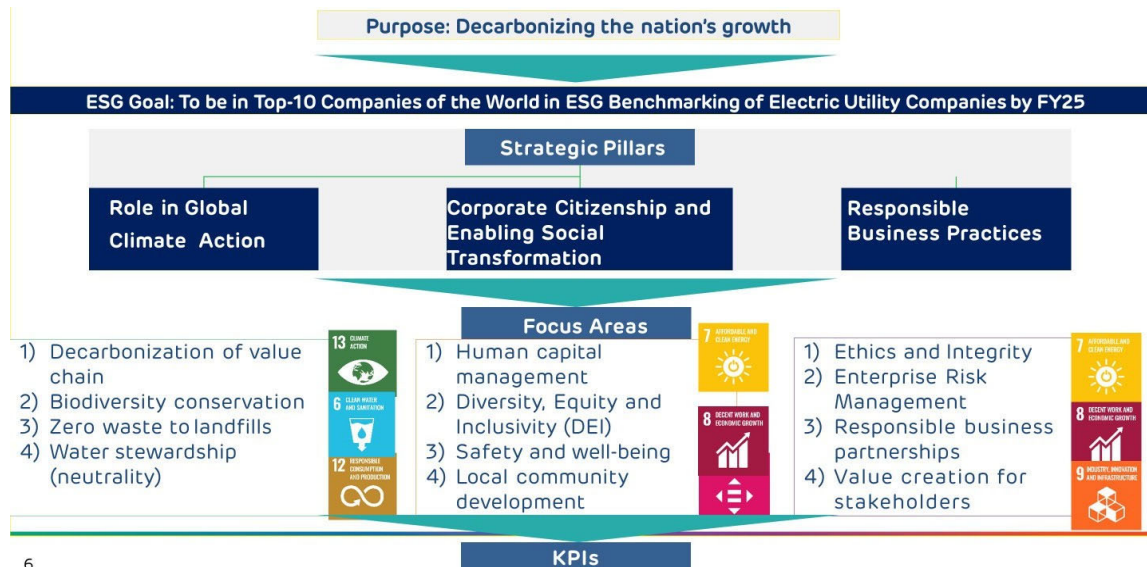 Purpose: Decarbonizing the nation's growth
ESG Goal: To be in Top-10 Companies of the World in ESG Benchmarking of Electric Utility Companies by FY25
Strategic Pillars
Role in Global
Climate Action
Corporate Citizenship and
Enabling Social
Transformation
Responsible
Business Practices
Focus Areas
1) Decarbonization of value
chain
2) Biodiversity conservation
3) Zero waste to landfills
4) Water stewardship
(neutrality)
13 CLIMATE
ACTION
6 CLEAN WATER
AND SANITATION
12 RESPONSIBLE
CONSUMPTION
AND PRODUCTION
1) Human capital
management
2) Diversity, Equity and
Inclusivity (DEI)
3) Safety and well-being
4) Local community
development
7 AFFORDABLE AND
CLEAN ENERGY
8 DECENT WORK AND
ECONOMIC GROWTH
1) Ethics and Integrity
2) Enterprise Risk
Management
3) Responsible business
partnerships
4) Value creation for
stakeholders
7 AFFORDABLE AND
CLEAN ENERGY
8 DECENT WORK AND
ECONOMIC GROWTH
9 INDUSTRY, INNOVATION
AND INFRASTRUCTURE
KPIs
6